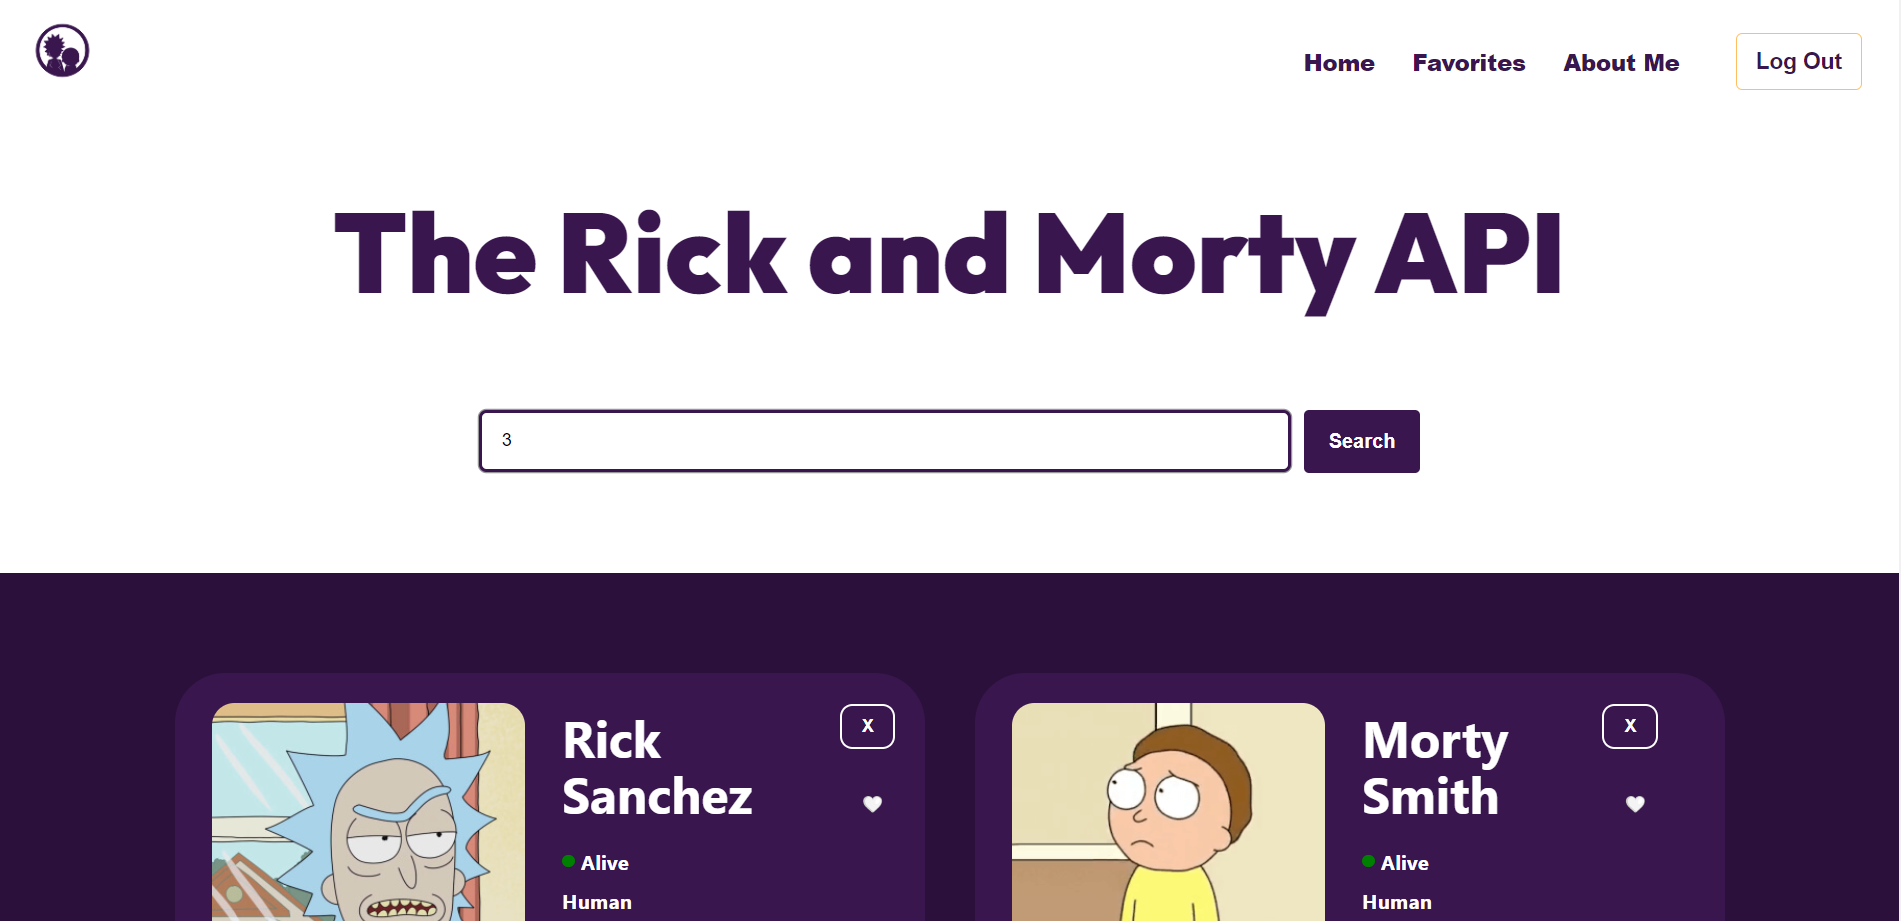 Home Favorites About Me Log Out
The Rick and Morty API
3 Search
Rick
Sanchez
X
Alive
Human
Morty
Smith
X
Alive
Human